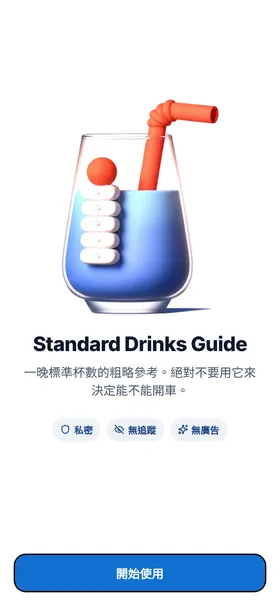 Standard Drinks Guide
一晚標準杯數的粗略參考。絕對不要用它來
決定能不能開車。
私密 無追蹤 無廣告
開始使用